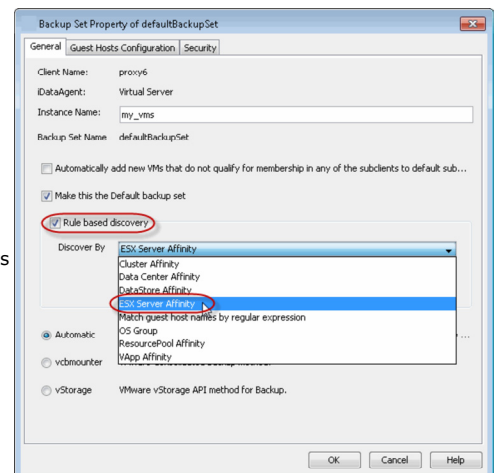 Backup Set Property of defaultBackupSet
General Guest Hosts Configuration Security
Client Name: proxy6
iDataAgent: Virtual Server
Instance Name: my_vms
Backup Set Name defaultBackupSet
Automatically add new VMs that do not qualify for membership in any of the subclients to default sub...
Make this the Default backup set
Rule based discovery
s
Discover By ESX Server Affinity
Cluster Affinity
Data Center Affinity
DataStore Affinity
ESX Server Affinity
Match guest host names by regular expression
OS Group
Automatic
ResourcePool Affinity
VApp Affinity
vcbmounter
vStorage VMware vStorage API method for Backup.
OK Cancel Help